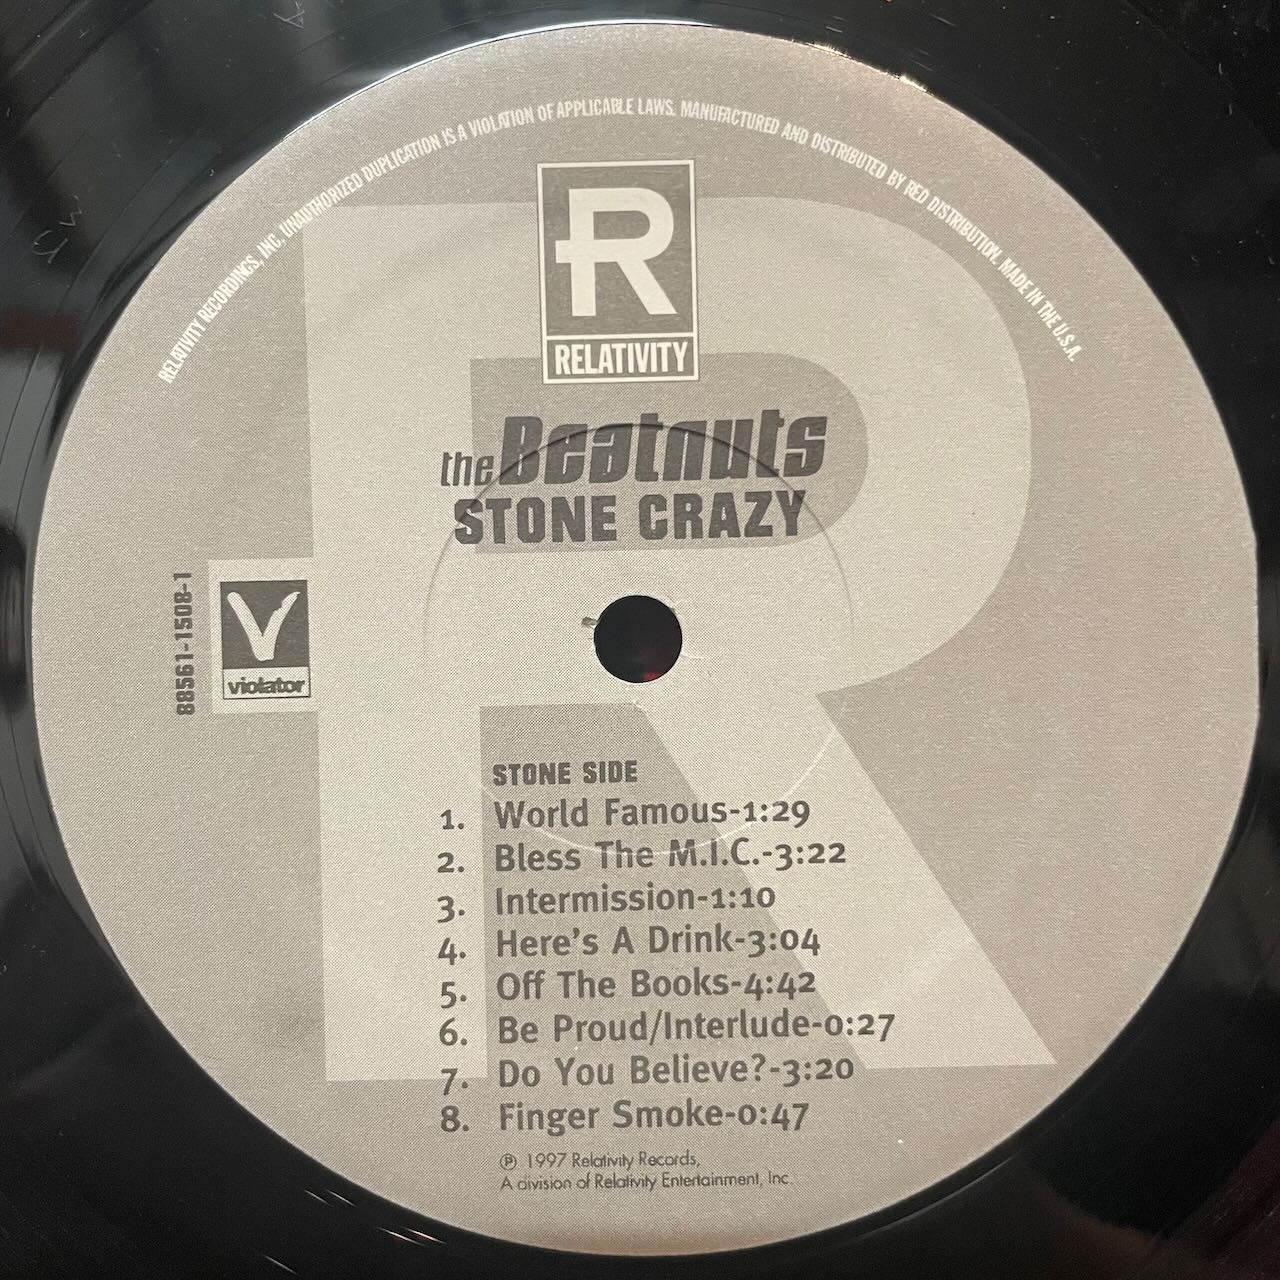 RELATIVITY RECORDINGS, INC. UNAUTHORIZED DUPLICATION IS A VIOLATION OF APPLICABLE LAWS. MANUFACTURED AND DISTRIBUTED BY RED DISTRIBUTION. MADE IN THE U.S.A.
R
RELATIVITY
the Beatnuts
STONE CRAZY
88561-1508-1
V
violator
STONE SIDE
1. World Famous-1:29
2. Bless The M.I.C.-3:22
3. Intermission-1:10
4. Here's A Drink-3:04
5. Off The Books-4:42
6. Be Proud/Interlude-0:27
7. Do You Believe?-3:20
8. Finger Smoke-0:47
℗ 1997 Relativity Records,
A division of Relativity Entertainment, Inc.